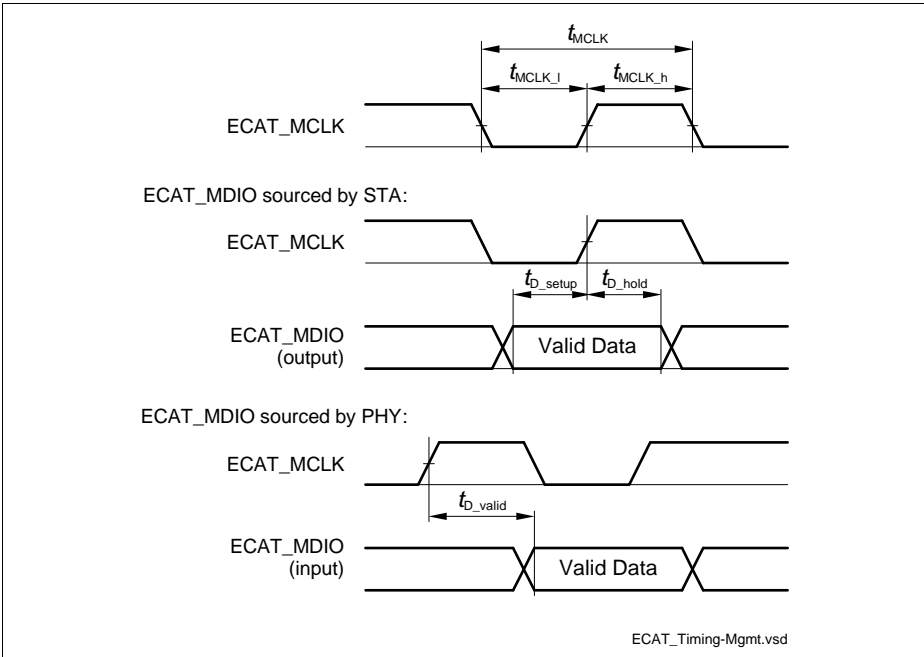 tMCLK
tMCLK_l tMCLK_h
ECAT_MCLK
ECAT_MDIO sourced by STA:
ECAT_MCLK
tD_setup tD_hold
ECAT_MDIO
(output)
Valid Data
ECAT_MDIO sourced by PHY:
ECAT_MCLK
tD_valid
ECAT_MDIO
(input)
Valid Data
ECAT_Timing-Mgmt.vsd